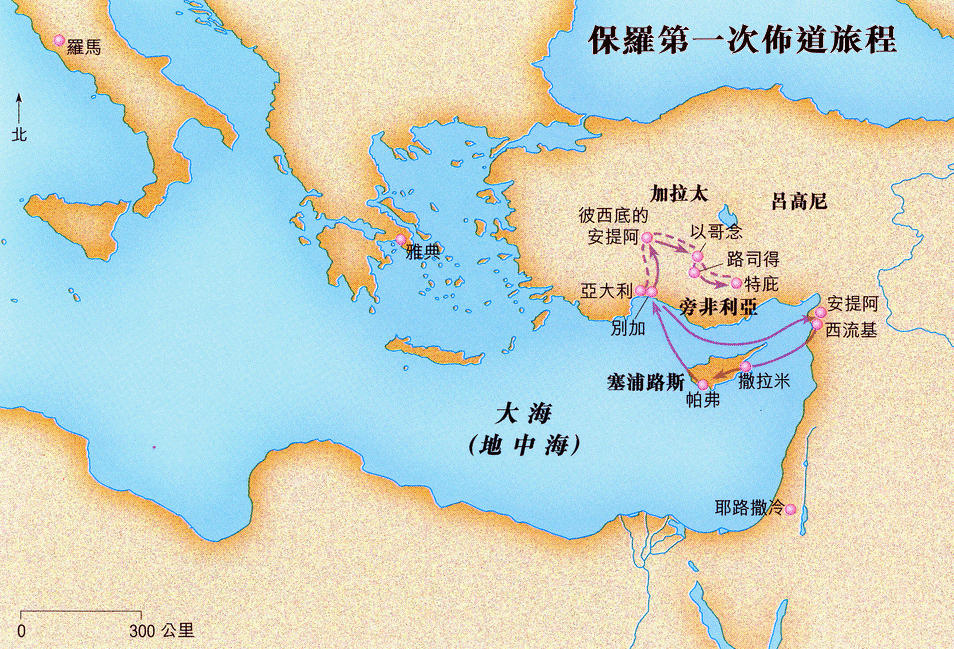 保羅第一次佈道旅程
羅馬
北
加拉太
呂高尼
彼西底的
安提阿
以哥念
雅典
路司得
特庇
亞大利
旁非利亞
安提阿
別加
西流基
塞浦路斯
撒拉米
帕弗
大海
(地中海)
耶路撒冷
0 300 公里